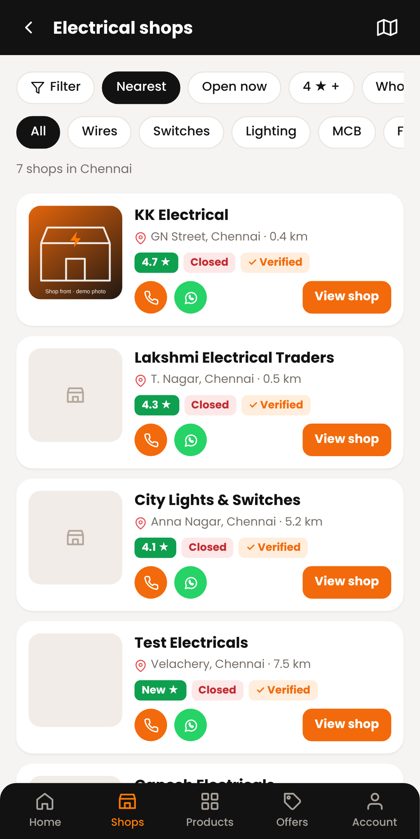 Electrical shops
Filter Nearest Open now 4 ★ + Who
All Wires Switches Lighting MCB F
7 shops in Chennai
KK Electrical
GN Street, Chennai · 0.4 km
4.7 ★ Closed ✓ Verified
Shop front · demo photo
View shop
Lakshmi Electrical Traders
T. Nagar, Chennai · 0.5 km
4.3 ★ Closed ✓ Verified
View shop
City Lights & Switches
Anna Nagar, Chennai · 5.2 km
4.1 ★ Closed ✓ Verified
View shop
Test Electricals
Velachery, Chennai · 7.5 km
New ★ Closed ✓ Verified
View shop
Ganesh Electricals
Home Shops Products Offers Account